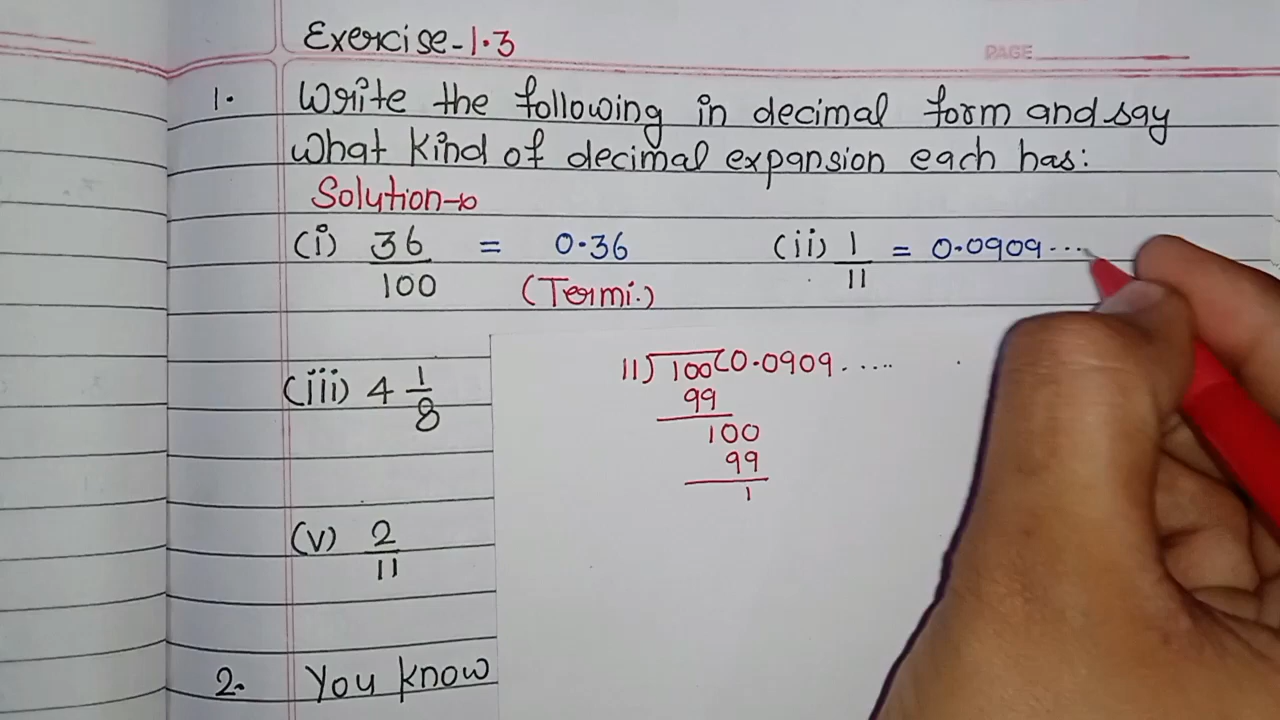 Exercise-1.3
PAGE
1. Write the following in decimal form and say
what kind of decimal expansion each has:
Solution→
(i) 36/100 = 0.36 (Termi.)
(ii) 1/11 = 0.0909....
11) 100 (0.0909.....
99
100
99
1
(iii) 4 1/8
(v) 2/11
2. You know